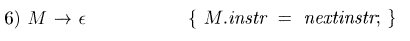 6) M → ϵ { M.instr = nextinstr; }